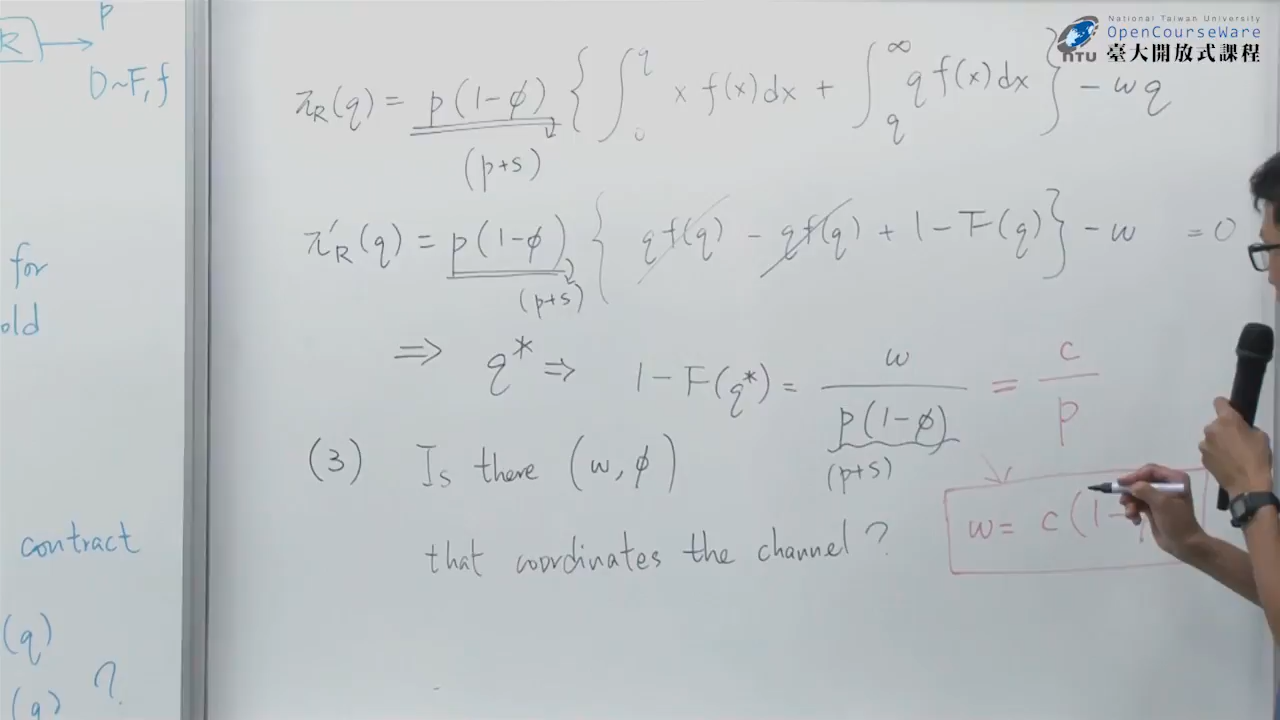 National Taiwan University
OpenCourseWare
NTU 臺大開放式課程
R → p
D~F, f
for
old
contract
(q)
(q) ?
π_R(q) = p(1-φ) { ∫_0^q x f(x)dx + ∫_q^∞ q f(x)dx } - wq
(p+s)
π'_R(q) = p(1-φ) { q f(q) - q f(q) + 1 - F(q) } - w = 0
(p+s)
⇒ q* ⇒ 1 - F(q*) = w / p(1-φ) = c / p
(p+s)
(3) Is there (w, φ)
that coordinates the channel?
w = c(1-